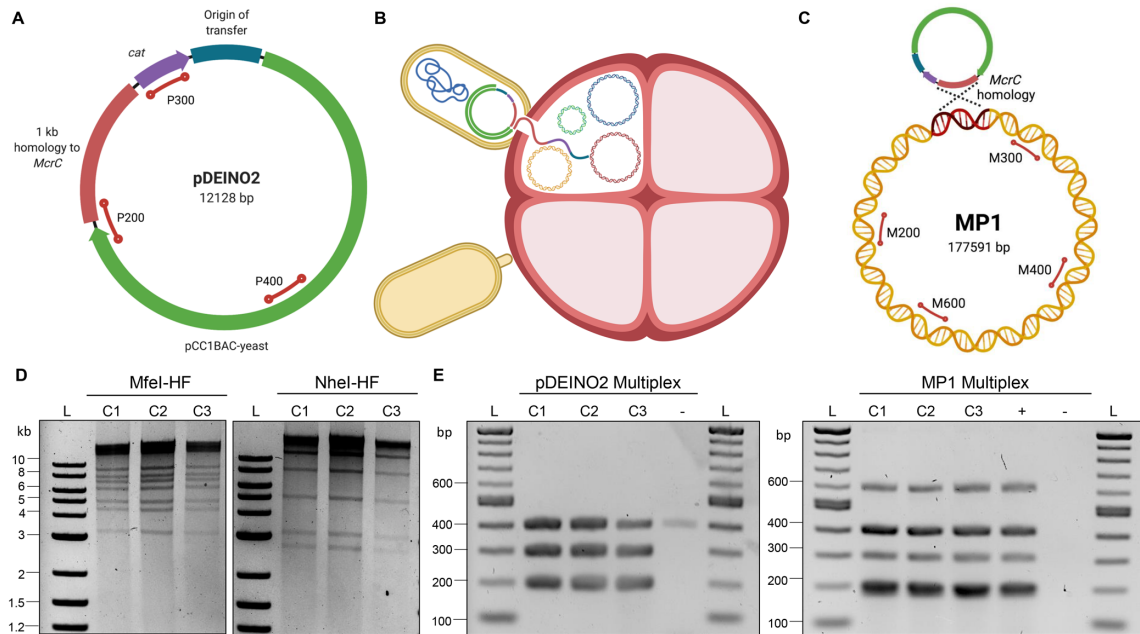 A
Origin of
transfer
cat
P300
1 kb
homology to
McrC
pDEINO2
12128 bp
P200
P400
pCC1BAC-yeast
B
C
McrC
homology
M300
MP1
177591 bp
M200
M400
M600
D
MfeI-HF
NheI-HF
L C1 C2 C3 L C1 C2 C3
kb
10
8
6
5
4
3
2
1.5
1.2
E
pDEINO2 Multiplex
L C1 C2 C3 - L
bp
600
400
300
200
100
MP1 Multiplex
L C1 C2 C3 + - L
bp
600
400
300
200
100